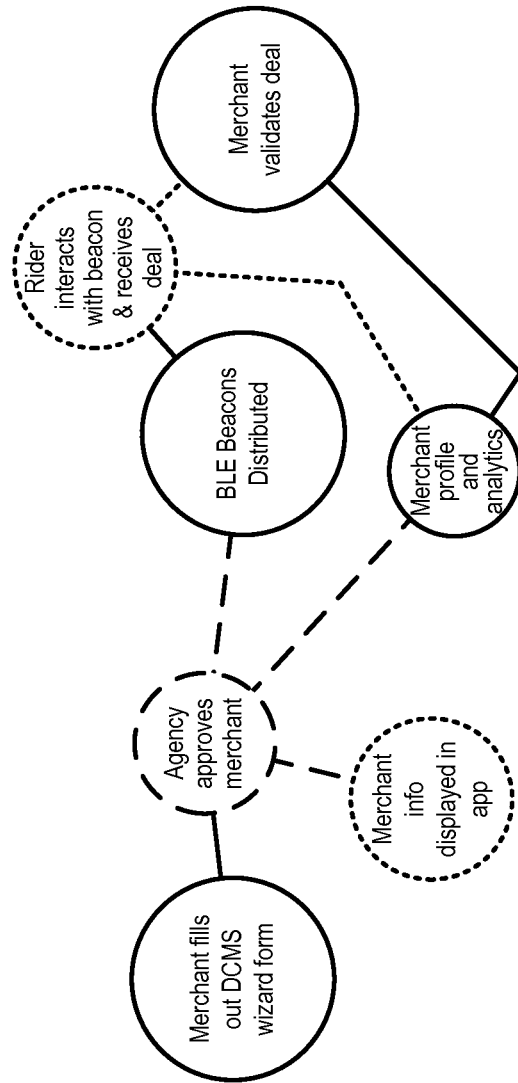 Merchant fills
out DCMS
wizard form
Agency
approves
merchant
Merchant
info
displayed in
app
BLE Beacons
Distributed
Merchant
profile
and
analytics
Rider
interacts
with beacon
& receives
deal
Merchant
validates deal